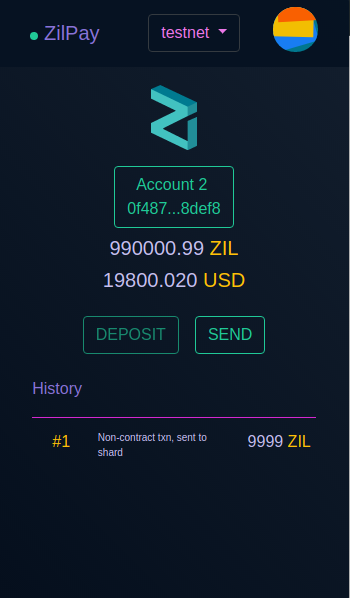 ZilPay
testnet
Account 2
0f487...8def8
990000.99 ZIL
19800.020 USD
DEPOSIT
SEND
History
#1
Non-contract txn, sent to
shard
9999 ZIL